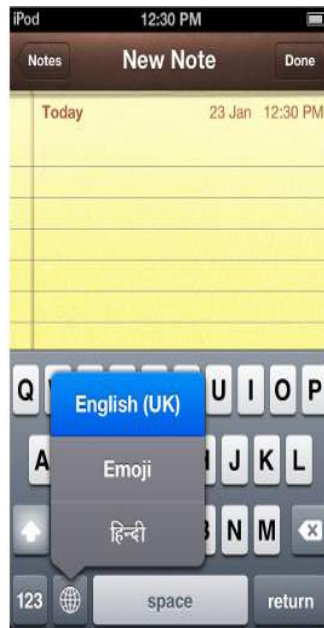 iPod 12:30 PM
Notes New Note Done
Today 23 Jan 12:30 PM
Q U I O P
English (UK)
A J K L
Emoji
N M
हिन्दी
123 space return